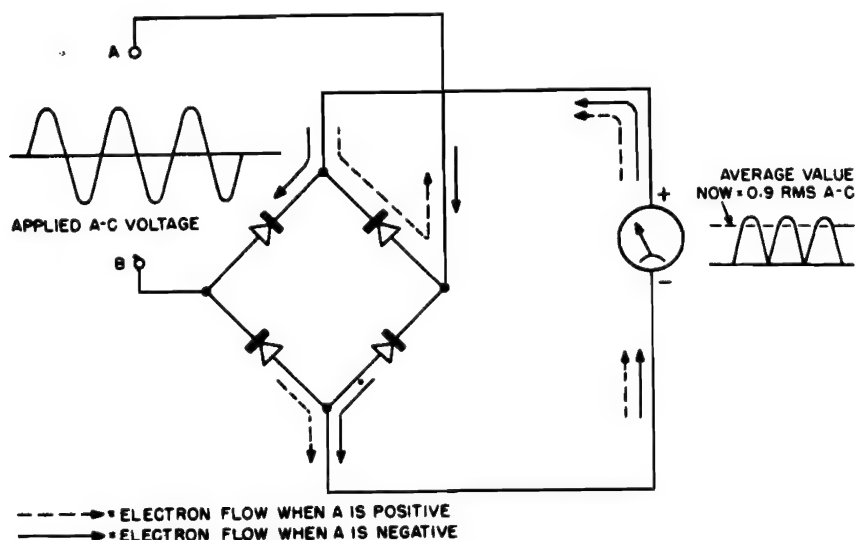 A
APPLIED A-C VOLTAGE
B
AVERAGE VALUE
NOW = 0.9 RMS A-C
+
-
= ELECTRON FLOW WHEN A IS POSITIVE
= ELECTRON FLOW WHEN A IS NEGATIVE